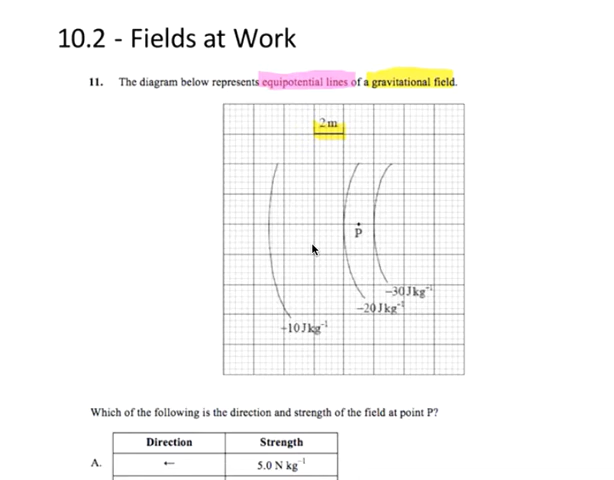 10.2 - Fields at Work
11. The diagram below represents equipotential lines of a gravitational field.
2 m
P
–30 J kg⁻¹
–20 J kg⁻¹
–10 J kg⁻¹
Which of the following is the direction and strength of the field at point P?
Direction Strength
A. ← 5.0 N kg⁻¹